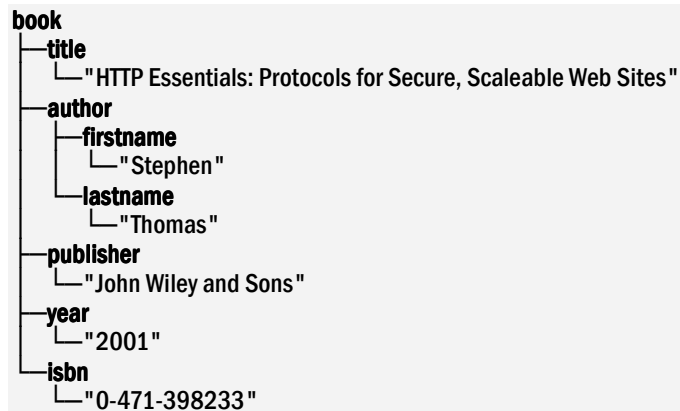 book
title
"HTTP Essentials: Protocols for Secure, Scaleable Web Sites"
author
firstname
"Stephen"
lastname
"Thomas"
publisher
"John Wiley and Sons"
year
"2001"
isbn
"0-471-398233"